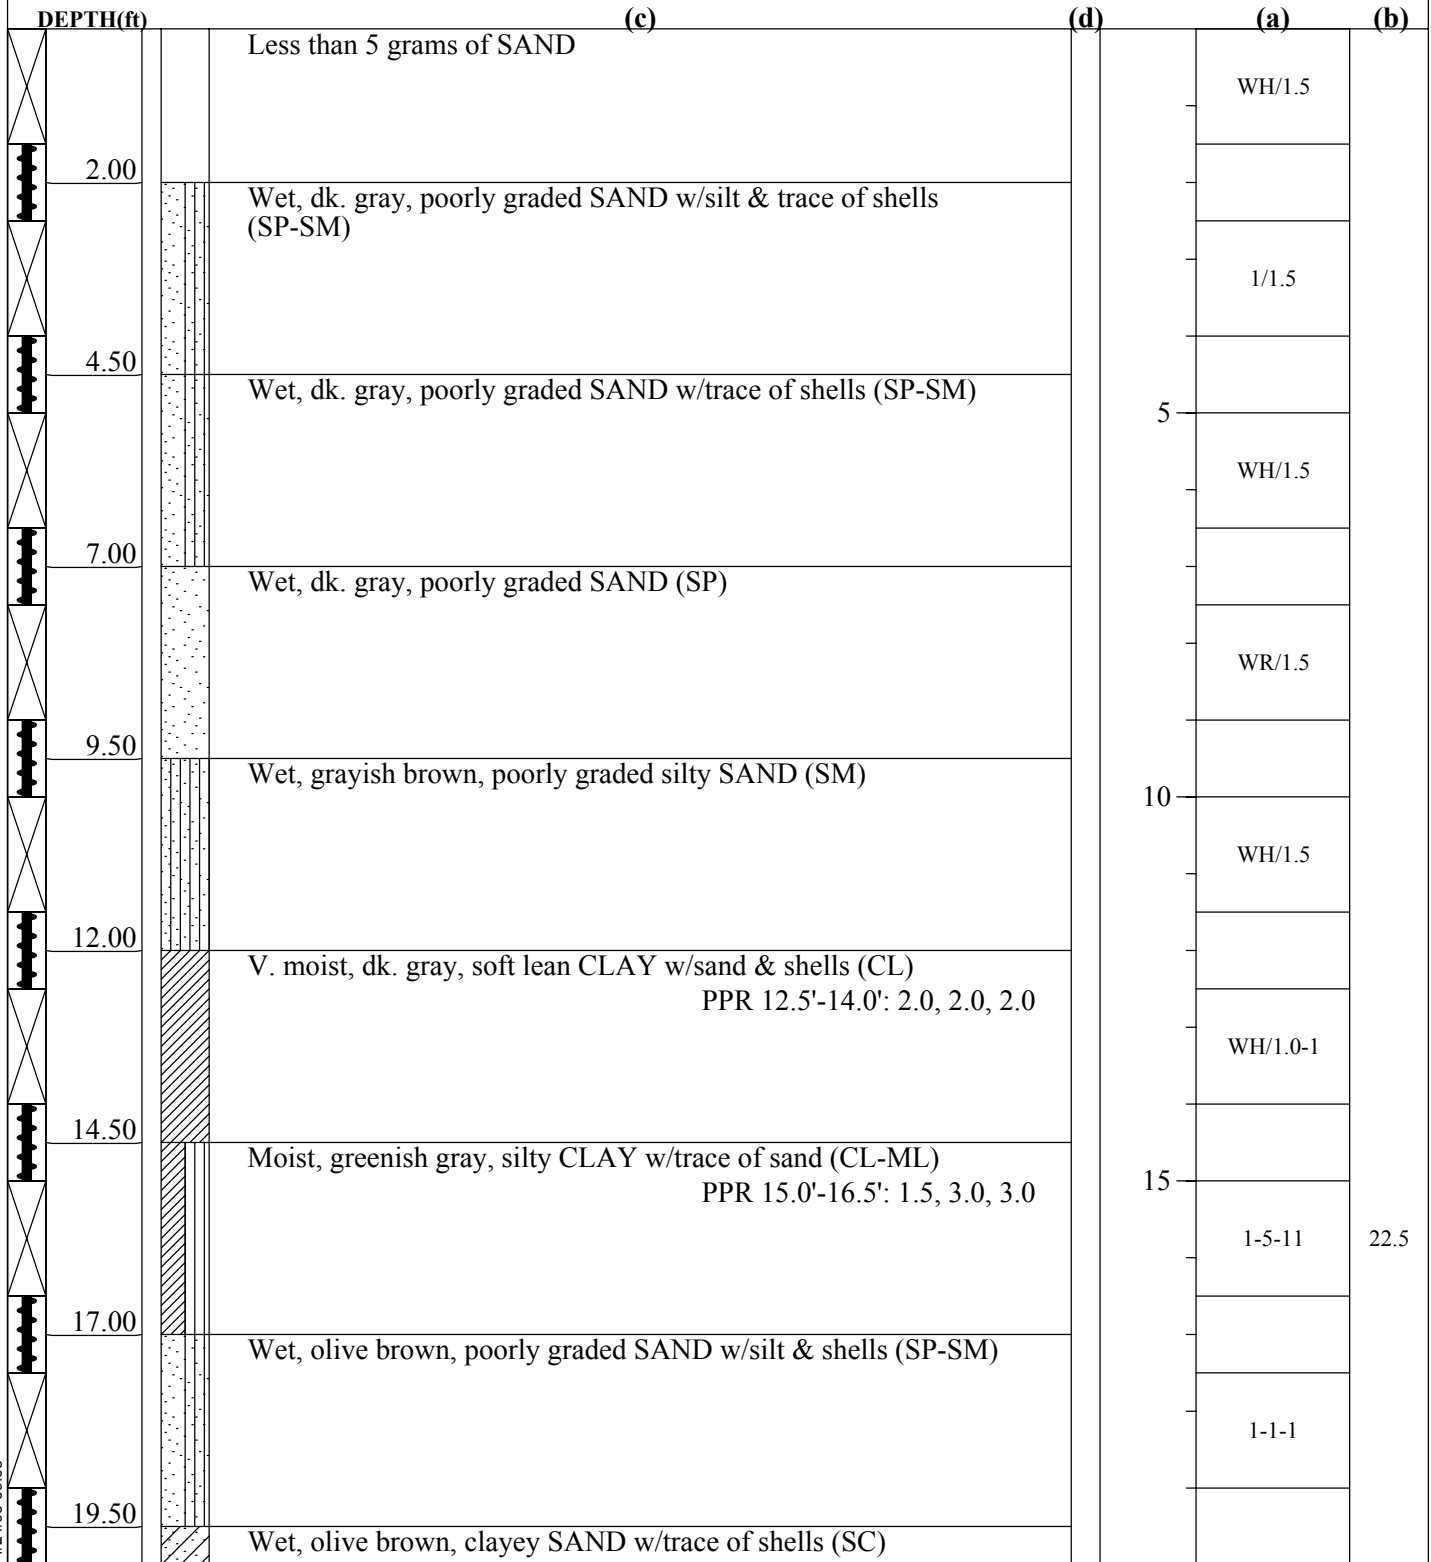 DEPTH(ft) (c) (d) (a) (b)
Less than 5 grams of SAND
WH/1.5
2.00
Wet, dk. gray, poorly graded SAND w/silt & trace of shells
(SP-SM)
1/1.5
4.50
Wet, dk. gray, poorly graded SAND w/trace of shells (SP-SM)
5
WH/1.5
7.00
Wet, dk. gray, poorly graded SAND (SP)
WR/1.5
9.50
Wet, grayish brown, poorly graded silty SAND (SM)
10
WH/1.5
12.00
V. moist, dk. gray, soft lean CLAY w/sand & shells (CL)
PPR 12.5'-14.0': 2.0, 2.0, 2.0
WH/1.0-1
14.50
Moist, greenish gray, silty CLAY w/trace of sand (CL-ML)
PPR 15.0'-16.5': 1.5, 3.0, 3.0
15
1-5-11 22.5
17.00
Wet, olive brown, poorly graded SAND w/silt & shells (SP-SM)
1-1-1
19.50
Wet, olive brown, clayey SAND w/trace of shells (SC)